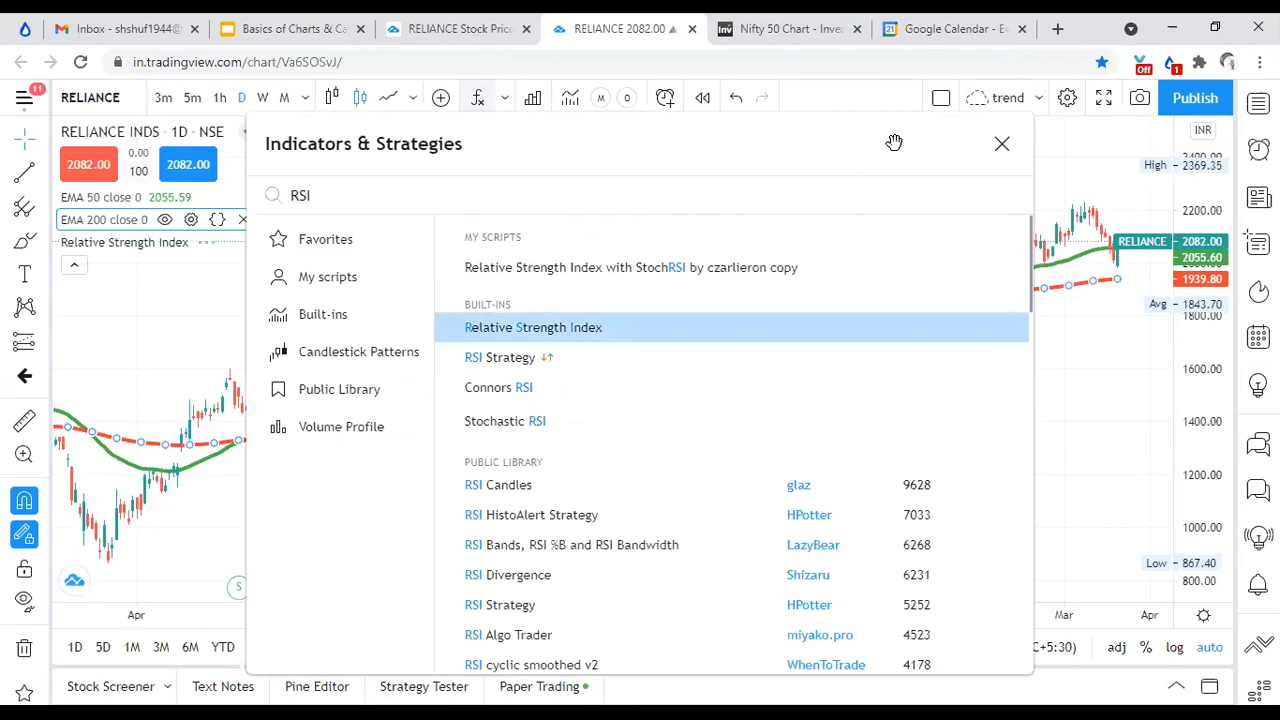 Inbox - shshuf1944@
Basics of Charts & Ca
RELIANCE Stock Price
RELIANCE 2082.00 ▲
Nifty 50 Chart - Inves
Google Calendar - E
in.tradingview.com/chart/Va6SOSvJ/
Off
1
11
RELIANCE
3m 5m 1h D W M
M O
trend
Publish
RELIANCE INDS · 1D · NSE
2082.00
0.00
100
2082.00
EMA 50 close 0 2055.59
EMA 200 close 0
Relative Strength Index
Indicators & Strategies
RSI
Favorites
My scripts
Built-ins
Candlestick Patterns
Public Library
Volume Profile
MY SCRIPTS
Relative Strength Index with StochRSI by czarlieron copy
BUILT-INS
Relative Strength Index
RSI Strategy
Connors RSI
Stochastic RSI
PUBLIC LIBRARY
RSI Candles glaz 9628
RSI HistoAlert Strategy HPotter 7033
RSI Bands, RSI %B and RSI Bandwidth LazyBear 6268
RSI Divergence Shizaru 6231
RSI Strategy HPotter 5252
RSI Algo Trader miyako.pro 4523
RSI cyclic smoothed v2 WhenToTrade 4178
INR
High 2369.35
2200.00
RELIANCE 2082.00
2055.60
1939.80
Avg 1843.70
1800.00
1600.00
1400.00
1200.00
1000.00
Low 867.40
800.00
S
Apr
Mar
Apr
1D 5D 1M 3M 6M YTD
C+5:30)
adj % log auto
Stock Screener
Text Notes
Pine Editor
Strategy Tester
Paper Trading